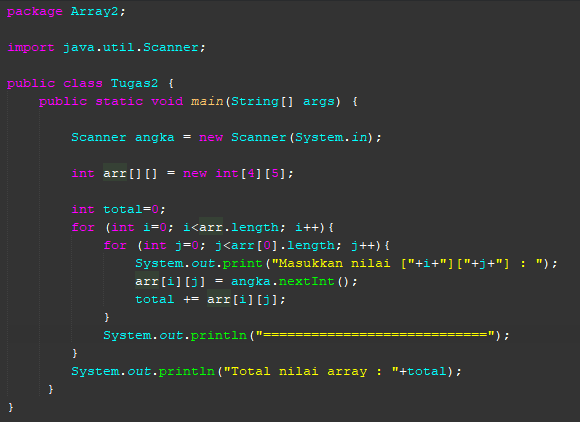 package Array2;
import java.util.Scanner;
public class Tugas2 {
public static void main(String[] args) {
Scanner angka = new Scanner(System.in);
int arr[][] = new int[4][5];
int total=0;
for (int i=0; i<arr.length; i++){
for (int j=0; j<arr[0].length; j++){
System.out.print("Masukkan nilai ["+i+"]["+j+"] : ");
arr[i][j] = angka.nextInt();
total += arr[i][j];
}
System.out.println("============================");
}
System.out.println("Total nilai array : "+total);
}
}